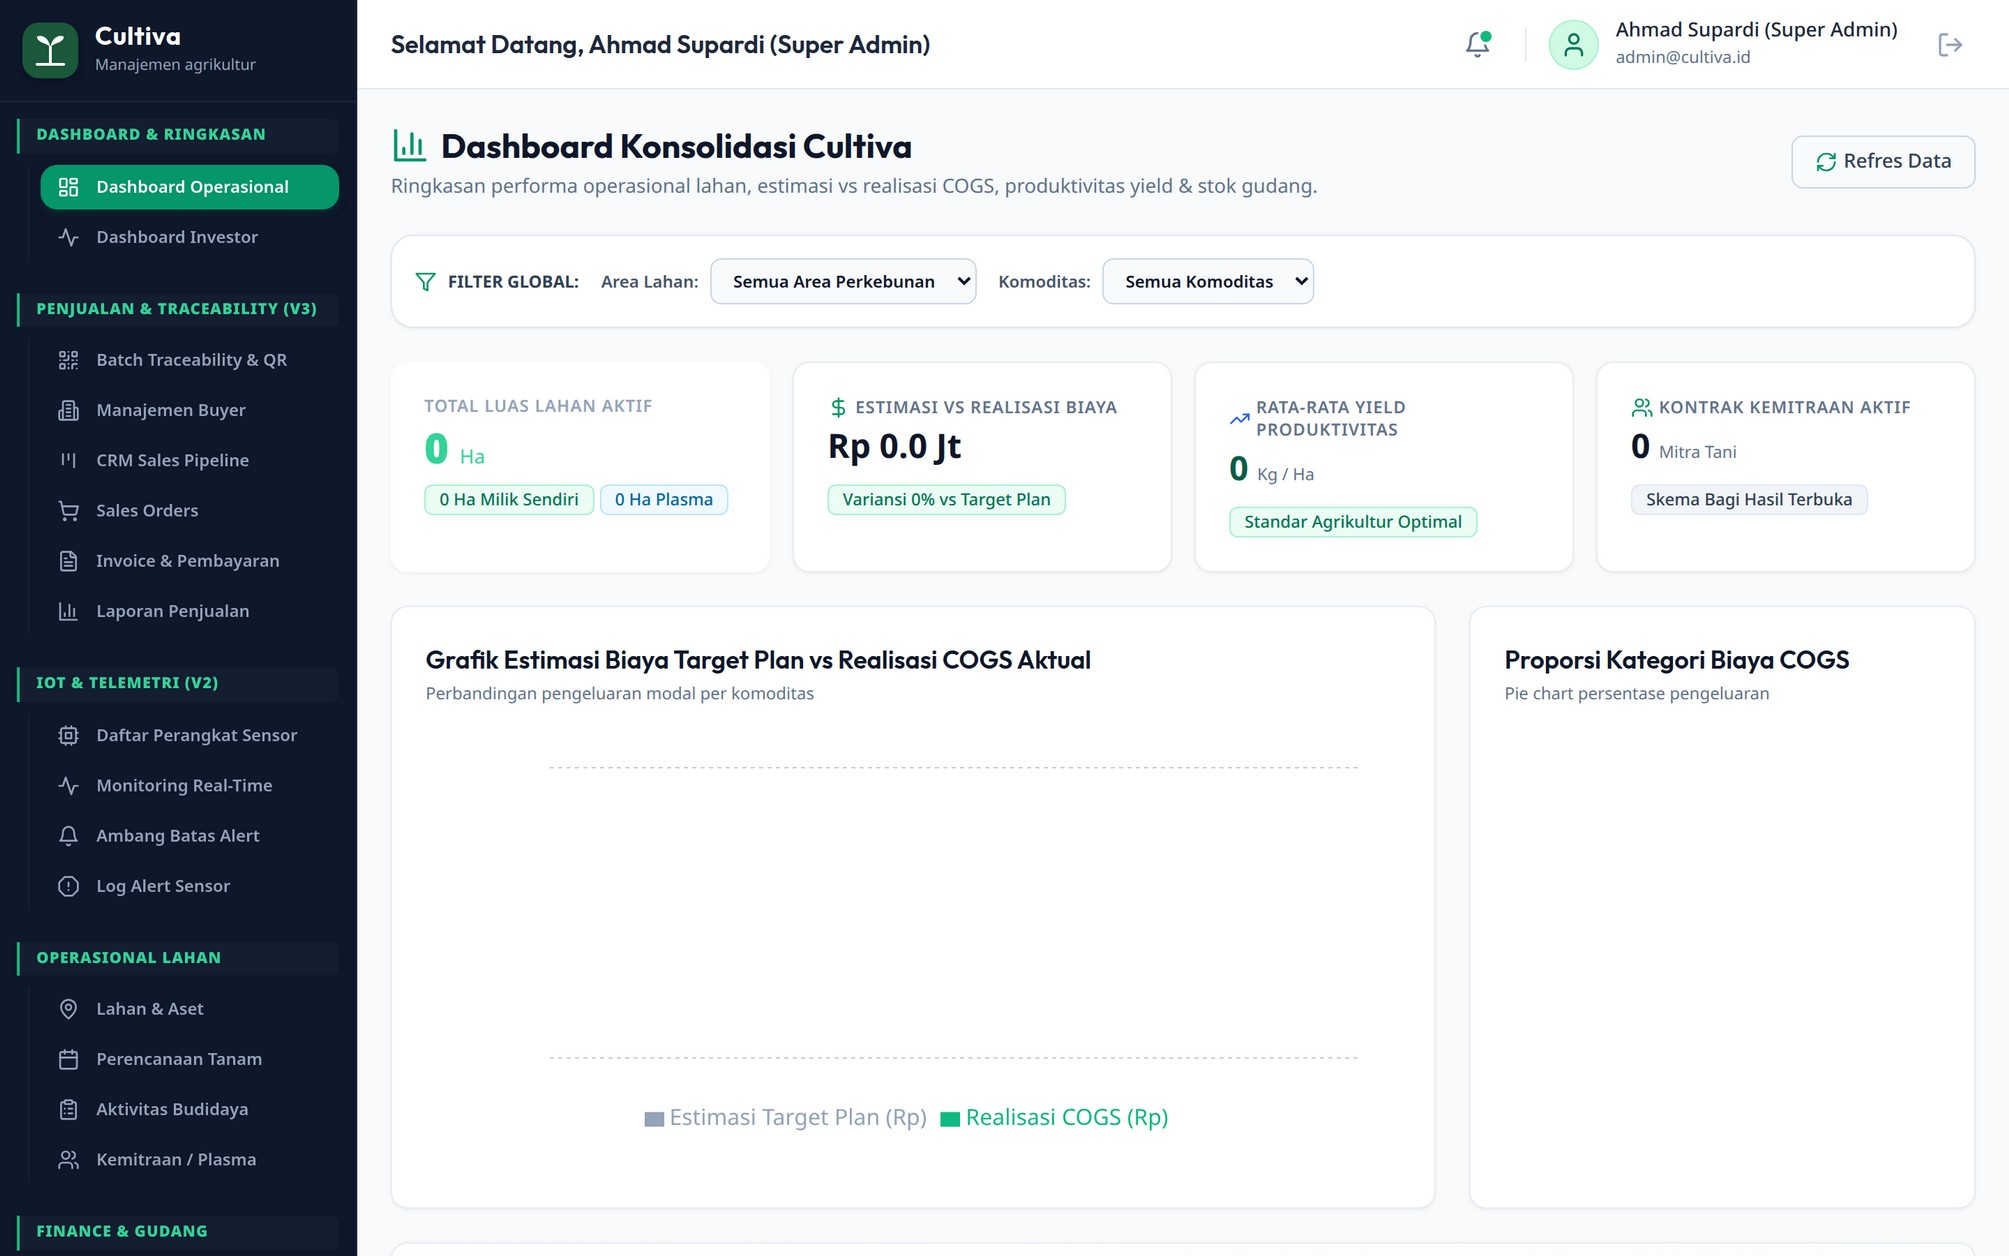 Cultiva
Manajemen agrikultur
DASHBOARD & RINGKASAN
Dashboard Operasional
Dashboard Investor
PENJUALAN & TRACEABILITY (V3)
Batch Traceability & QR
Manajemen Buyer
CRM Sales Pipeline
Sales Orders
Invoice & Pembayaran
Laporan Penjualan
IOT & TELEMETRI (V2)
Daftar Perangkat Sensor
Monitoring Real-Time
Ambang Batas Alert
Log Alert Sensor
OPERASIONAL LAHAN
Lahan & Aset
Perencanaan Tanam
Aktivitas Budidaya
Kemitraan / Plasma
FINANCE & GUDANG
Selamat Datang, Ahmad Supardi (Super Admin)
Ahmad Supardi (Super Admin)
admin@cultiva.id
Dashboard Konsolidasi Cultiva
Ringkasan performa operasional lahan, estimasi vs realisasi COGS, produktivitas yield & stok gudang.
Refres Data
FILTER GLOBAL: Area Lahan: Semua Area Perkebunan Komoditas: Semua Komoditas
TOTAL LUAS LAHAN AKTIF
0 Ha
0 Ha Milik Sendiri 0 Ha Plasma
ESTIMASI VS REALISASI BIAYA
Rp 0.0 Jt
Variansi 0% vs Target Plan
RATA-RATA YIELD
PRODUKTIVITAS
0 Kg / Ha
Standar Agrikultur Optimal
KONTRAK KEMITRAAN AKTIF
0 Mitra Tani
Skema Bagi Hasil Terbuka
Grafik Estimasi Biaya Target Plan vs Realisasi COGS Aktual
Perbandingan pengeluaran modal per komoditas
Estimasi Target Plan (Rp) Realisasi COGS (Rp)
Proporsi Kategori Biaya COGS
Pie chart persentase pengeluaran